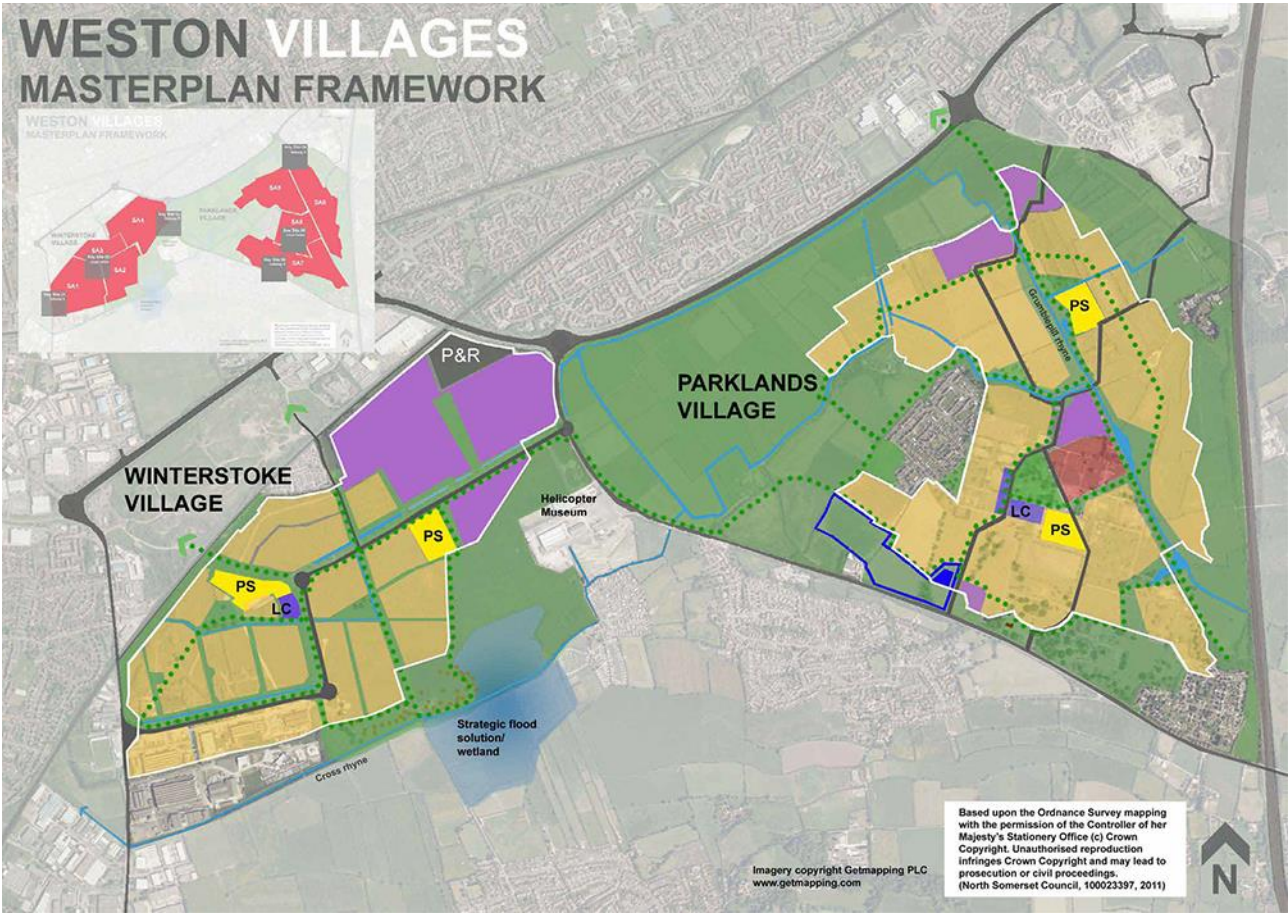 WESTON VILLAGES
MASTERPLAN FRAMEWORK
WESTON VILLAGES
MASTERPLAN FRAMEWORK
SA5
SA6
SA4
PARKLANDS
VILLAGE
WINTERSTOKE
VILLAGE
SA8
SA3
SA2
SA7
SA1
P&R
PS
Grumblepill rhyne
PARKLANDS
VILLAGE
WINTERSTOKE
VILLAGE
Helicopter
Museum
PS
LC
PS
PS
LC
Strategic flood
solution/
wetland
Cross rhyne
Based upon the Ordnance Survey mapping
with the permission of the Controller of her
Majesty's Stationery Office (c) Crown
Copyright. Unauthorised reproduction
infringes Crown Copyright and may lead to
prosecution or civil proceedings.
(North Somerset Council, 100023397, 2011)
Imagery copyright Getmapping PLC
www.getmapping.com
N